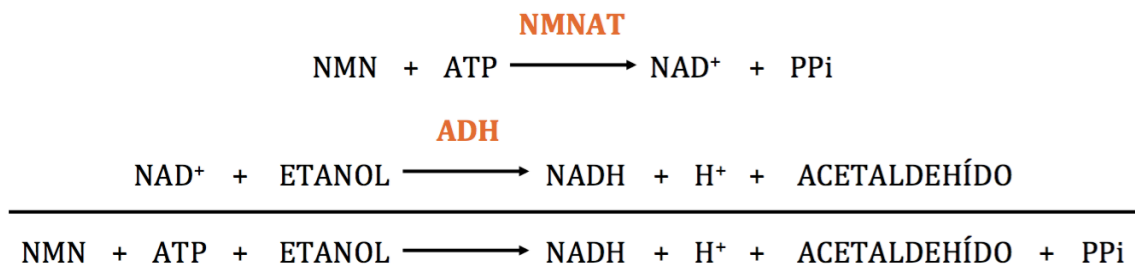 NMNAT
NMN + ATP ⟶ NAD⁺ + PPi
ADH
NAD⁺ + ETANOL ⟶ NADH + H⁺ + ACETALDEHÍDO
NMN + ATP + ETANOL ⟶ NADH + H⁺ + ACETALDEHÍDO + PPi